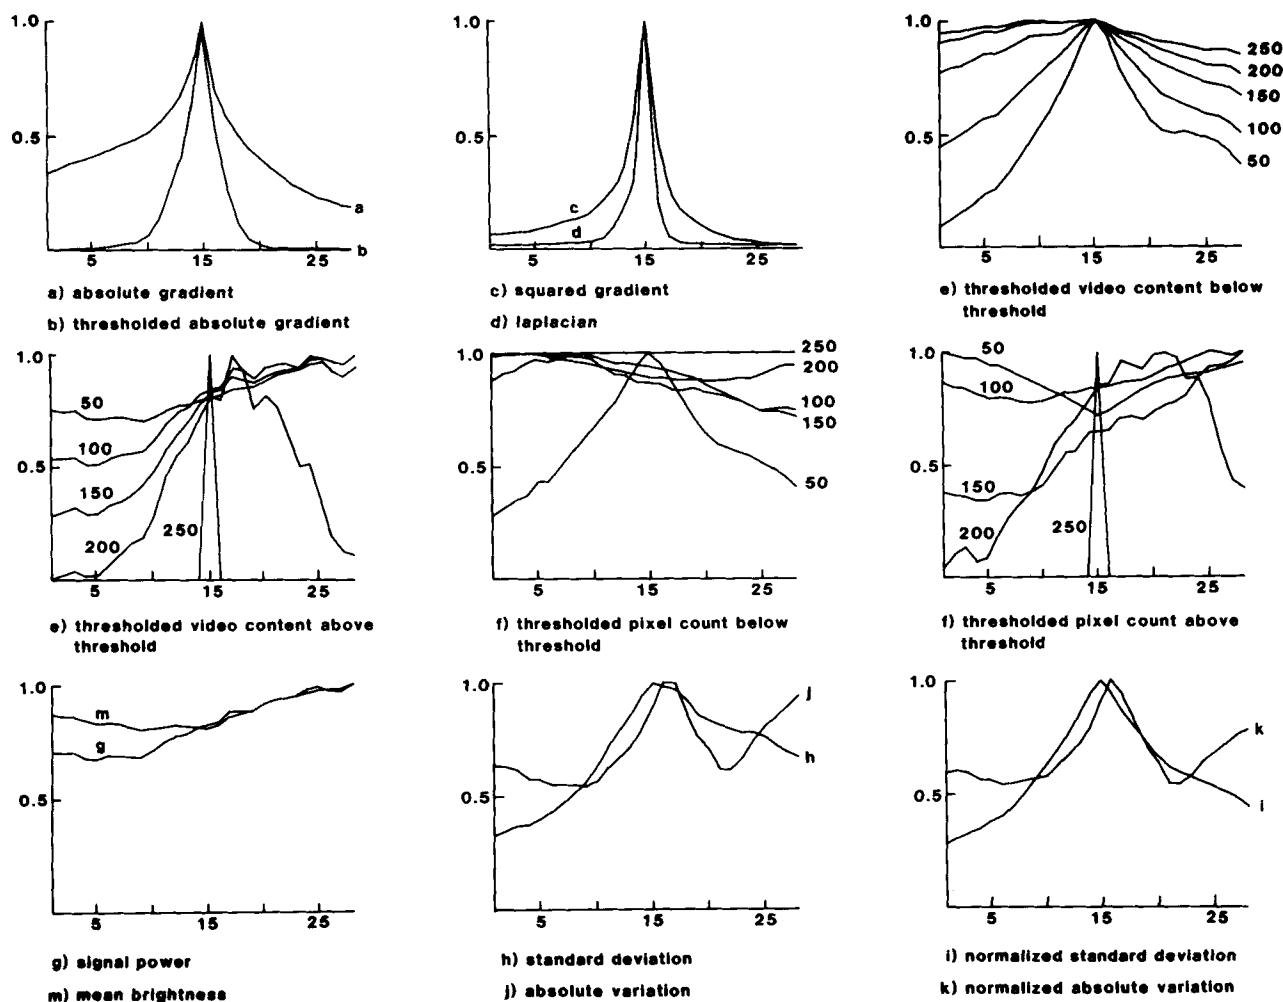 1.0
0.5
a
b
5 15 25
a) absolute gradient
b) thresholded absolute gradient
1.0
0.5
c
d
5 15 25
c) squared gradient
d) laplacian
1.0
0.5
250
200
150
100
50
5 15 25
e) thresholded video content below
threshold
1.0
0.5
50
100
150
200
250
5 15 25
e) thresholded video content above
threshold
1.0
0.5
250
200
100
150
50
5 15 25
f) thresholded pixel count below
threshold
1.0
0.5
50
100
150
200
250
5 15 25
f) thresholded pixel count above
threshold
1.0
0.5
m
g
5 15 25
g) signal power
m) mean brightness
1.0
0.5
j
h
5 15 25
h) standard deviation
j) absolute variation
1.0
0.5
k
i
5 15 25
i) normalized standard deviation
k) normalized absolute variation